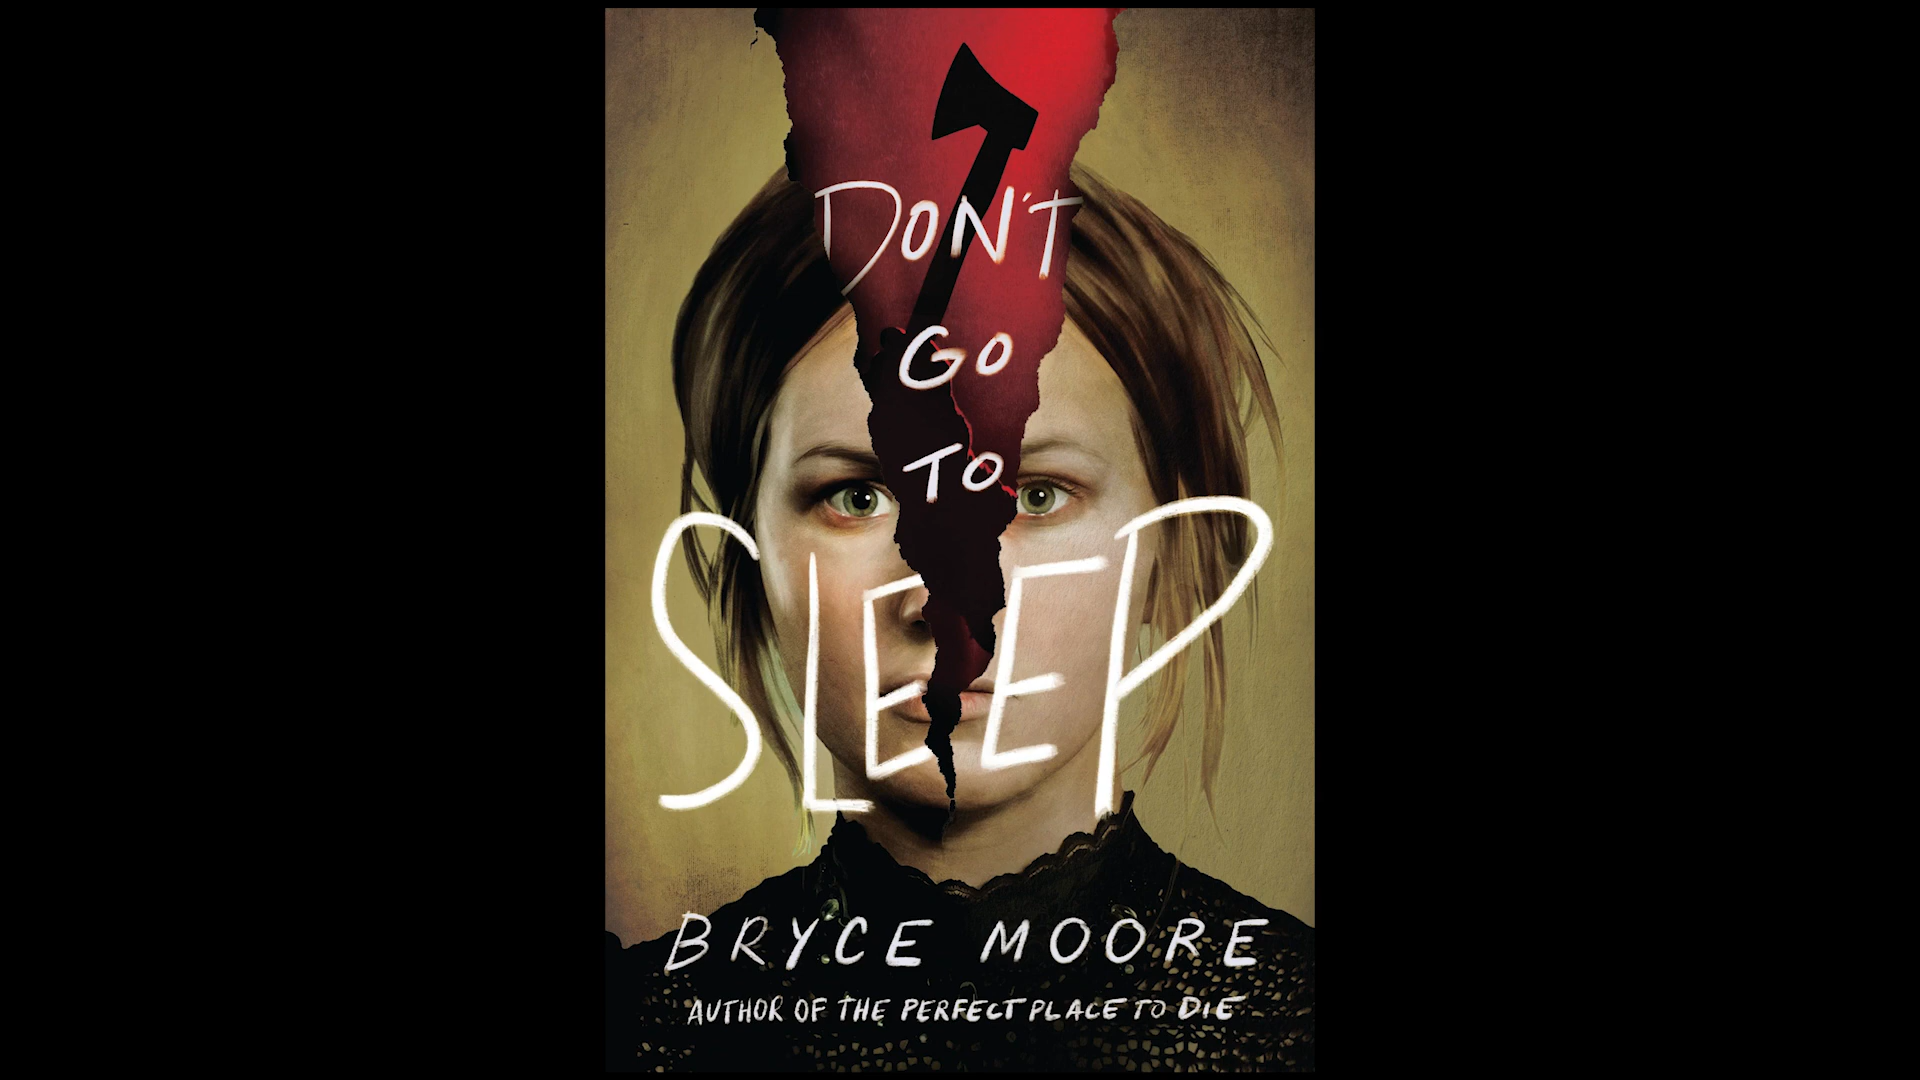 DON'T
GO
TO
SLEEP
BRYCE MOORE
AUTHOR OF THE PERFECT PLACE TO DIE